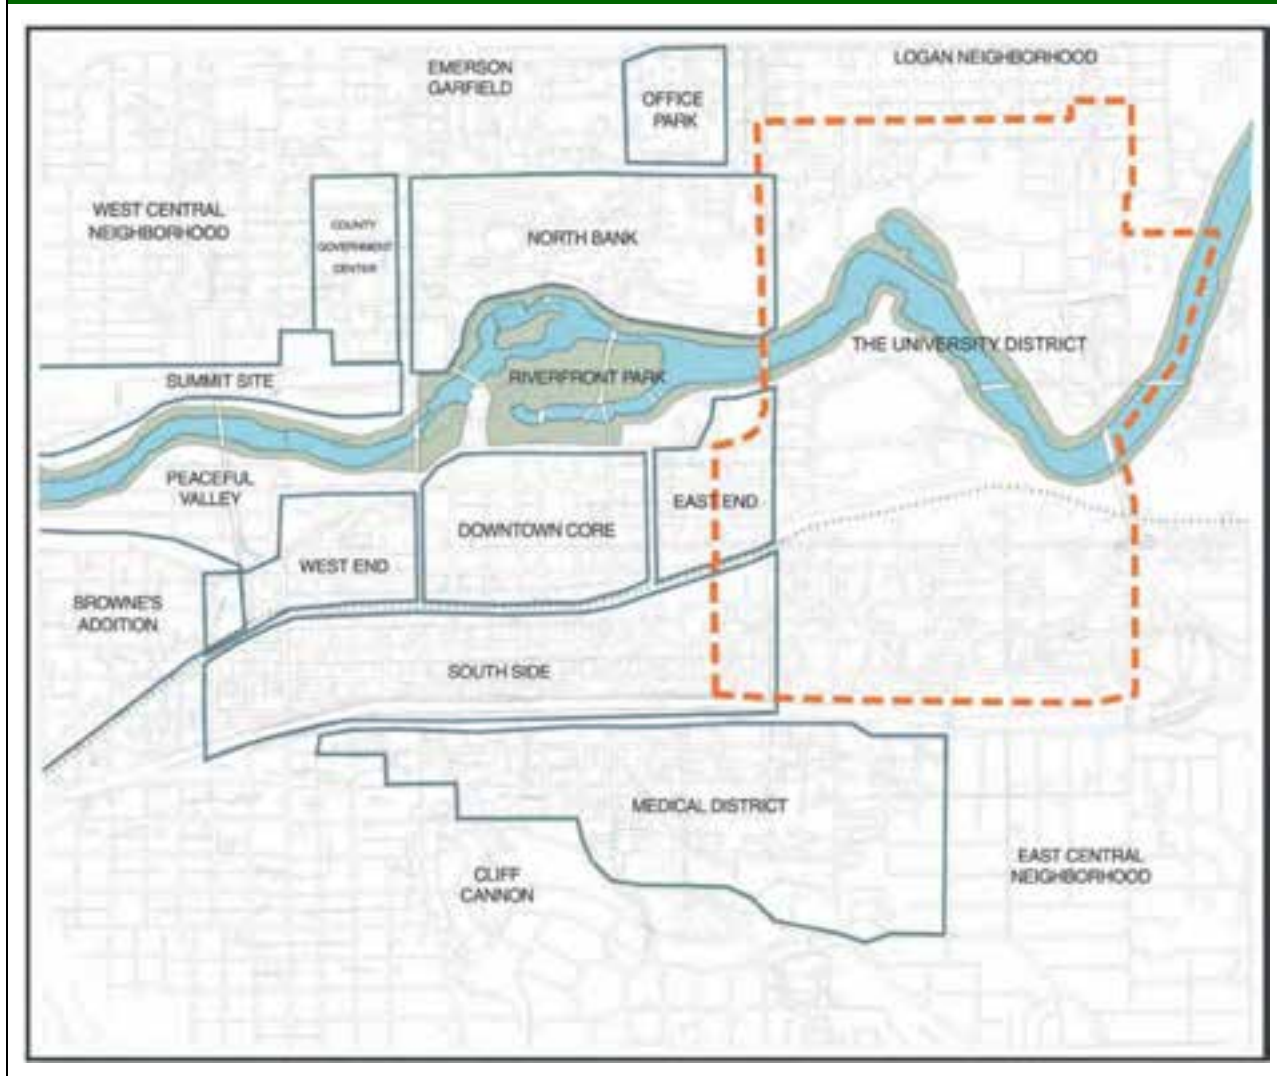 EMERSON
GARFIELD
LOGAN NEIGHBORHOOD
OFFICE
PARK
WEST CENTRAL
NEIGHBORHOOD
COUNTY
GOVERNMENT
CENTER
NORTH BANK
THE UNIVERSITY DISTRICT
SUMMIT SITE
RIVERFRONT PARK
PEACEFUL
VALLEY
EAST END
DOWNTOWN CORE
WEST END
BROWNE'S
ADDITION
SOUTH SIDE
MEDICAL DISTRICT
CLIFF
CANNON
EAST CENTRAL
NEIGHBORHOOD